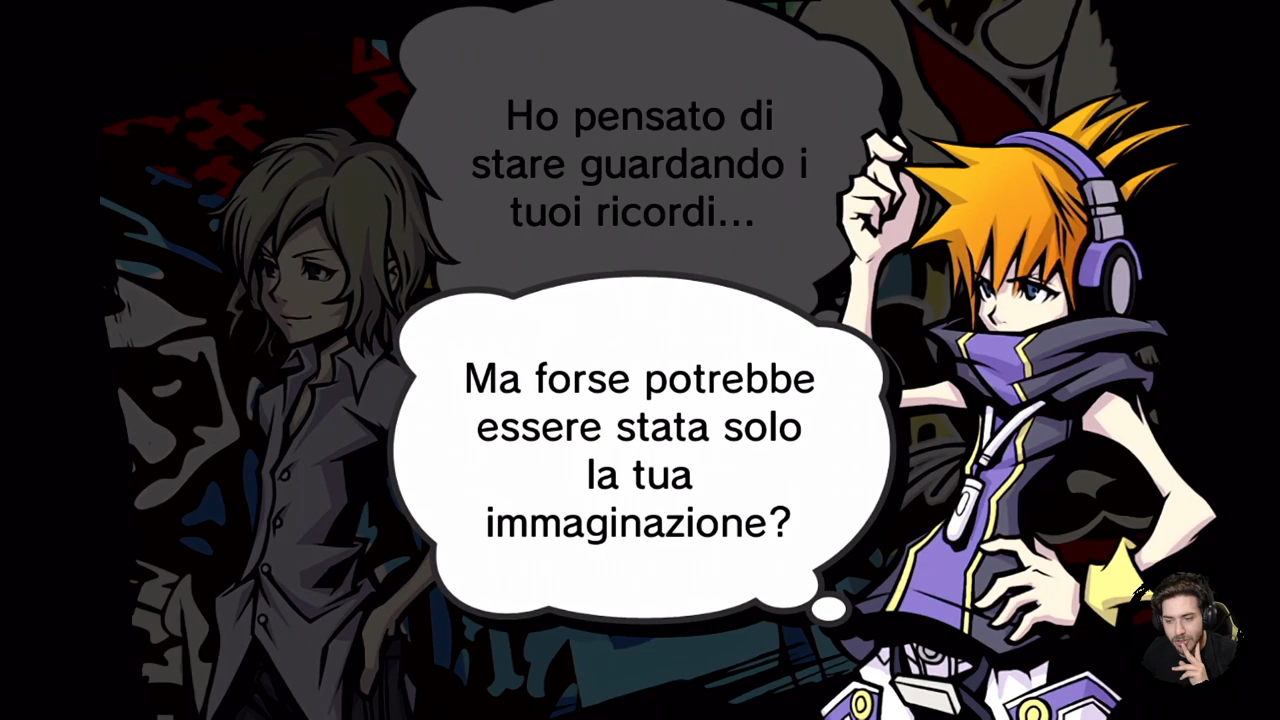 Ho pensato di
stare guardando i
tuoi ricordi...
Ma forse potrebbe
essere stata solo
la tua
immaginazione?